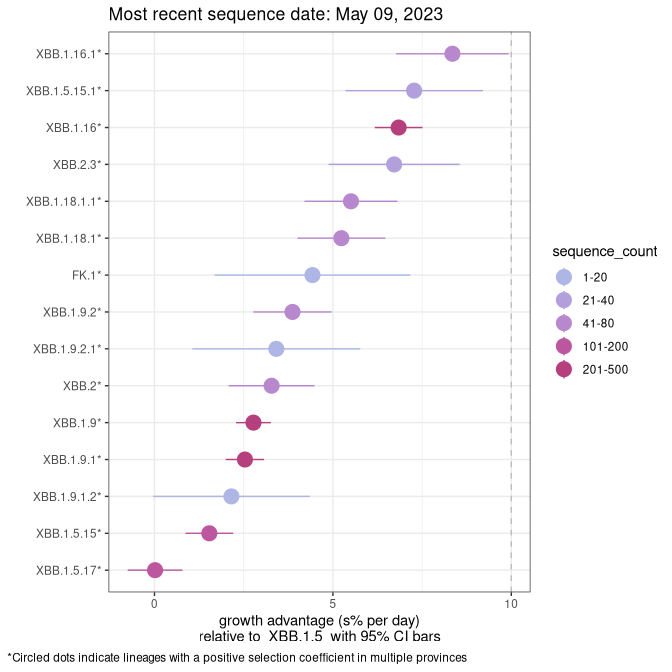 Most recent sequence date: May 09, 2023
XBB.1.16.1*
XBB.1.5.15.1*
XBB.1.16*
XBB.2.3*
XBB.1.18.1.1*
XBB.1.18.1*
FK.1*
XBB.1.9.2*
XBB.1.9.2.1*
XBB.2*
XBB.1.9*
XBB.1.9.1*
XBB.1.9.1.2*
XBB.1.5.15*
XBB.1.5.17*
sequence_count
1-20
21-40
41-80
101-200
201-500
0 5 10
growth advantage (s% per day)
relative to XBB.1.5 with 95% CI bars
*Circled dots indicate lineages with a positive selection coefficient in multiple provinces